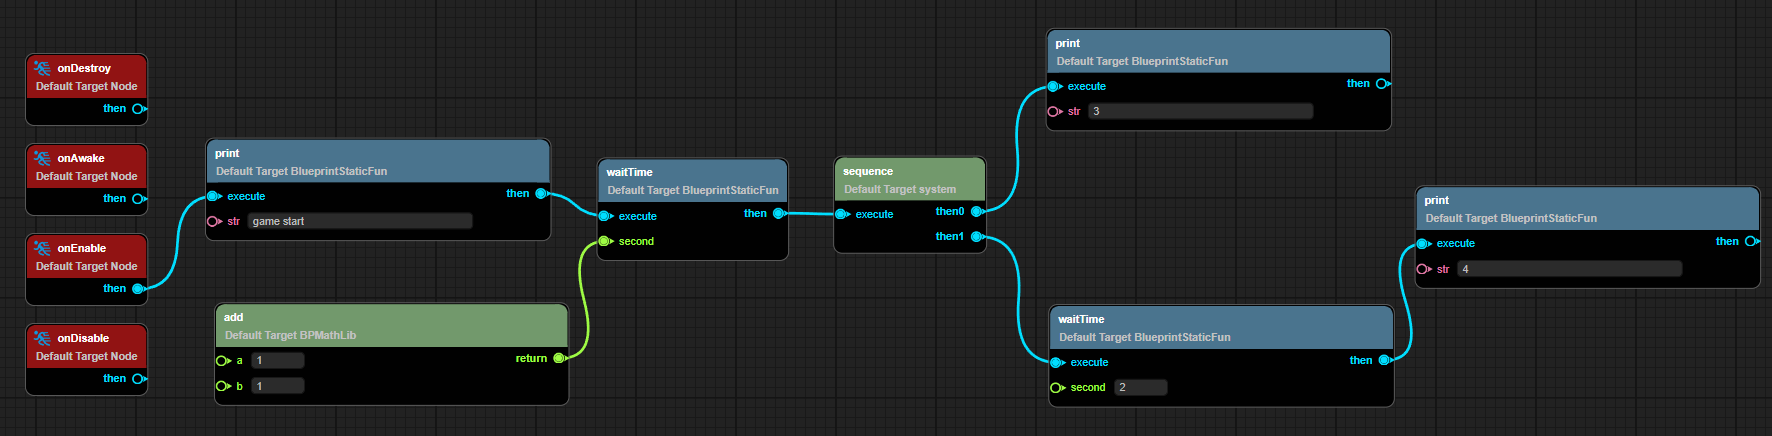 onDestroy
Default Target Node
then
onAwake
Default Target Node
then
onEnable
Default Target Node
then
onDisable
Default Target Node
then
print
Default Target BlueprintStaticFun
then
execute
str game start
add
Default Target BPMathLib
a 1
return
b 1
waitTime
Default Target BlueprintStaticFun
execute then
second
sequence
Default Target system
execute then0
then1
print
Default Target BlueprintStaticFun
execute then
str 3
waitTime
Default Target BlueprintStaticFun
execute then
second 2
print
Default Target BlueprintStaticFun
execute then
str 4